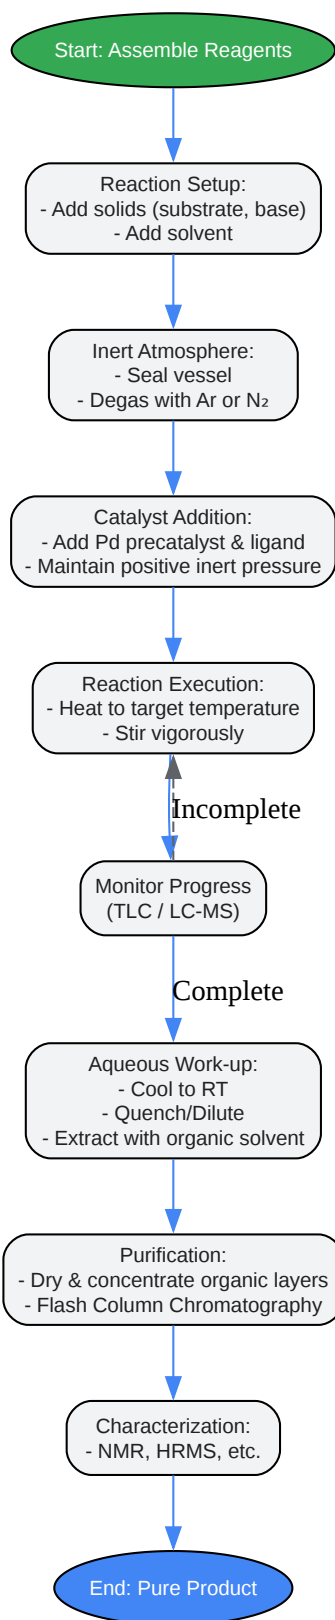 Start: Assemble Reagents
Reaction Setup:
- Add solids (substrate, base)
- Add solvent
Inert Atmosphere:
- Seal vessel
- Degas with Ar or N₂
Catalyst Addition:
- Add Pd precatalyst & ligand
- Maintain positive inert pressure
Reaction Execution:
- Heat to target temperature
- Stir vigorously
Incomplete
Monitor Progress
(TLC / LC-MS)
Complete
Aqueous Work-up:
- Cool to RT
- Quench/Dilute
- Extract with organic solvent
Purification:
- Dry & concentrate organic layers
- Flash Column Chromatography
Characterization:
- NMR, HRMS, etc.
End: Pure Product